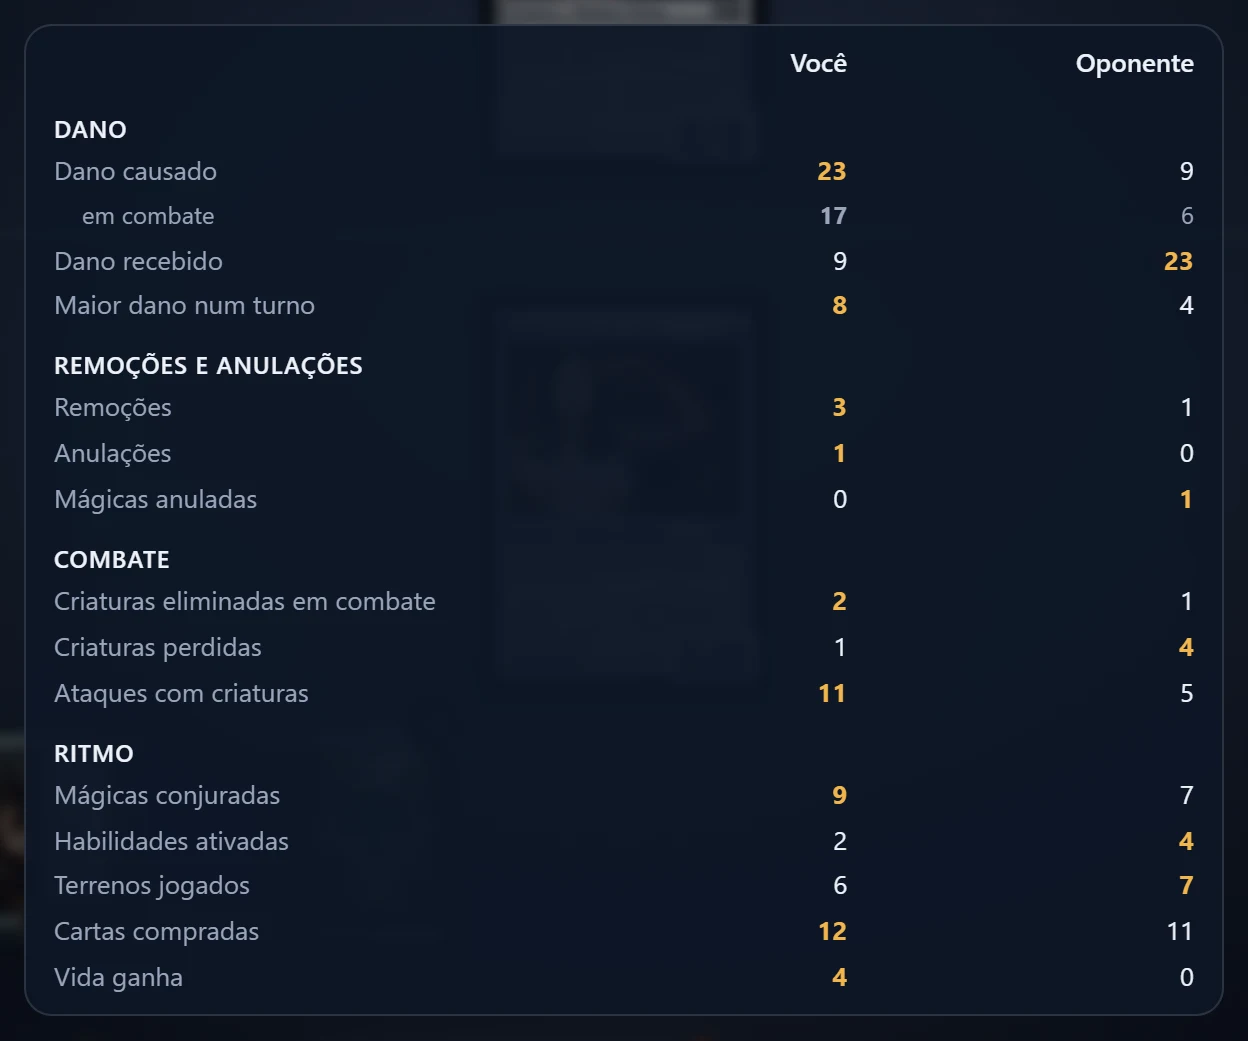 Você Oponente
DANO
Dano causado 23 9
em combate 17 6
Dano recebido 9 23
Maior dano num turno 8 4
REMOÇÕES E ANULAÇÕES
Remoções 3 1
Anulações 1 0
Mágicas anuladas 0 1
COMBATE
Criaturas eliminadas em combate 2 1
Criaturas perdidas 1 4
Ataques com criaturas 11 5
RITMO
Mágicas conjuradas 9 7
Habilidades ativadas 2 4
Terrenos jogados 6 7
Cartas compradas 12 11
Vida ganha 4 0